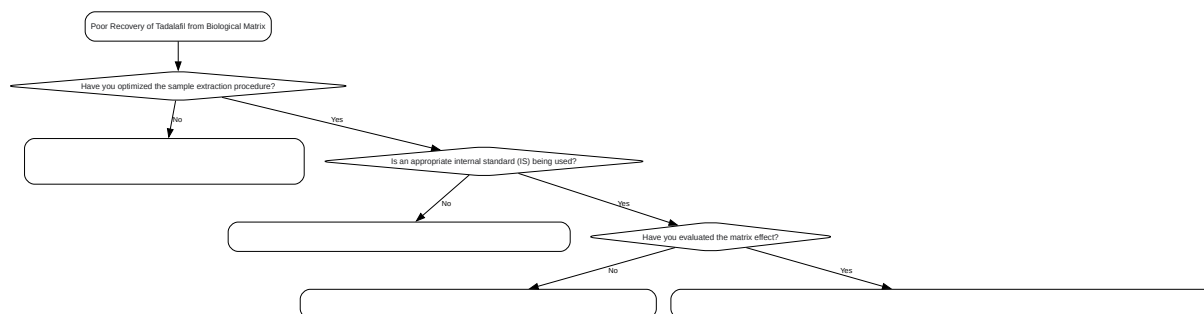 Poor Recovery of Tadalafil from Biological Matrix
Have you optimized the sample extraction procedure?
No
Yes
Is an appropriate internal standard (IS) being used?
No
Yes
Have you evaluated the matrix effect?
No
Yes